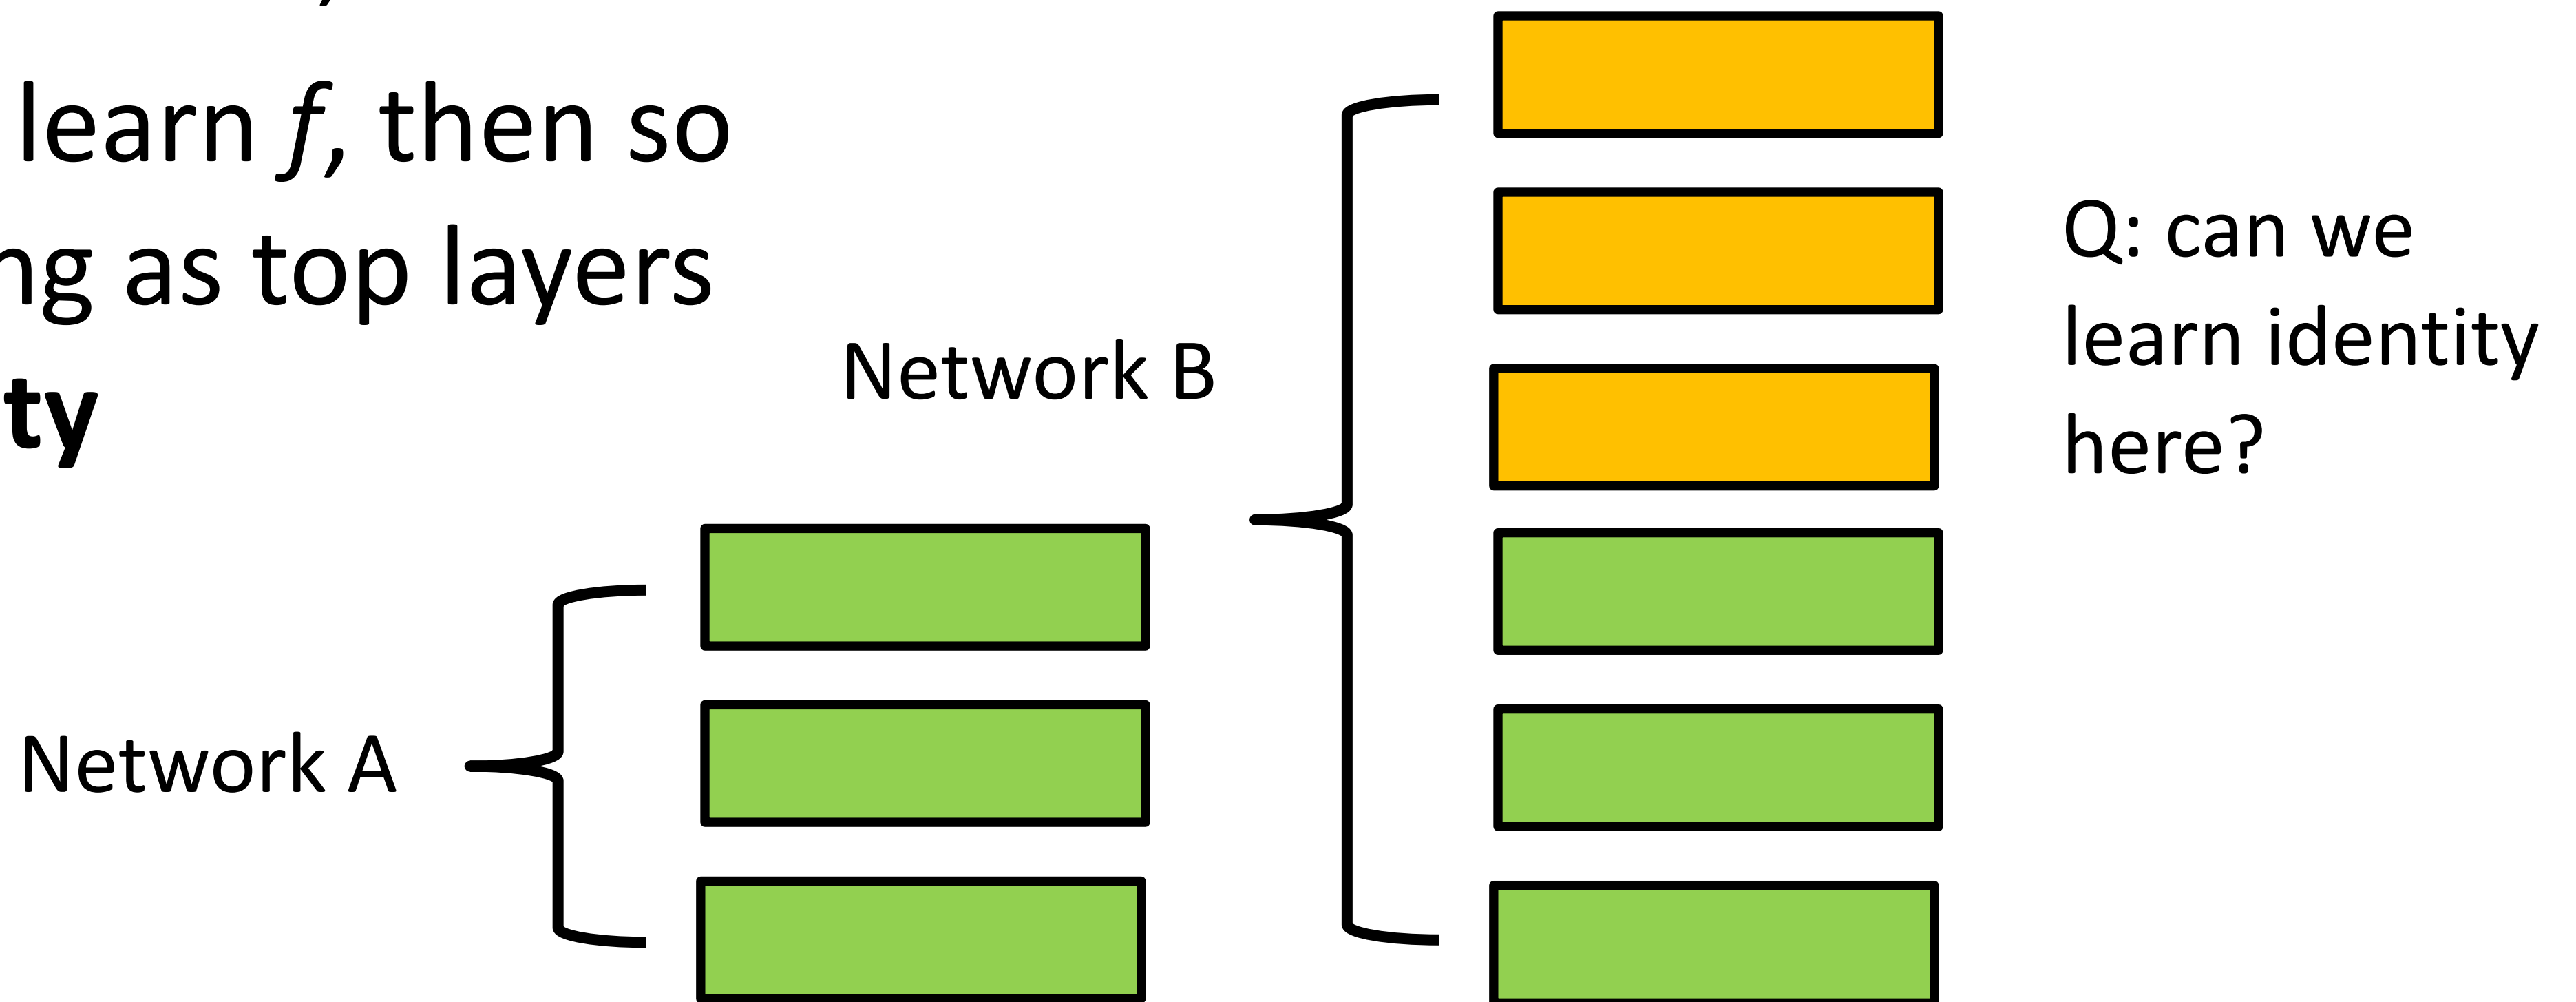 learn f, then so
ng as top layers
ty
Network B
Q: can we
learn identity
here?
Network A